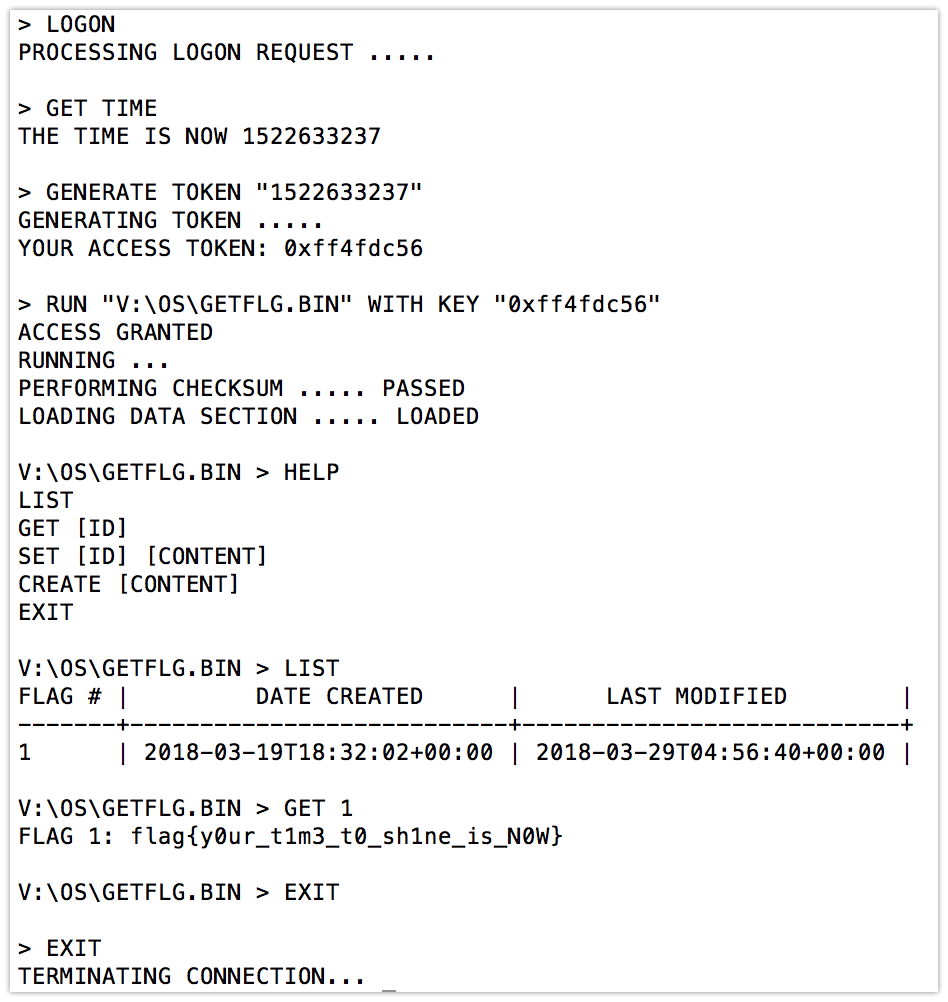 > LOGON
PROCESSING LOGON REQUEST .....
> GET TIME
THE TIME IS NOW 1522633237
> GENERATE TOKEN "1522633237"
GENERATING TOKEN .....
YOUR ACCESS TOKEN: 0xff4fdc56
> RUN "V:\OS\GETFLG.BIN" WITH KEY "0xff4fdc56"
ACCESS GRANTED
RUNNING ...
PERFORMING CHECKSUM ..... PASSED
LOADING DATA SECTION ..... LOADED
V:\OS\GETFLG.BIN > HELP
LIST
GET [ID]
SET [ID] [CONTENT]
CREATE [CONTENT]
EXIT
V:\OS\GETFLG.BIN > LIST
FLAG # |         DATE CREATED      |      LAST MODIFIED        |
-------+---------------------------+---------------------------+
1      | 2018-03-19T18:32:02+00:00 | 2018-03-29T04:56:40+00:00 |
V:\OS\GETFLG.BIN > GET 1
FLAG 1: flag{y0ur_t1m3_t0_sh1ne_is_N0W}
V:\OS\GETFLG.BIN > EXIT
> EXIT
TERMINATING CONNECTION... _